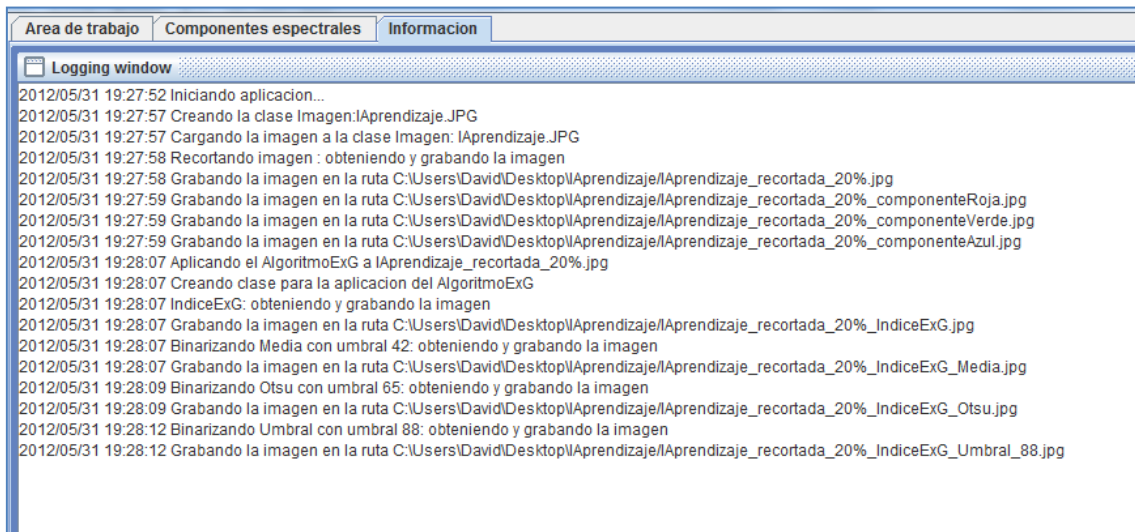 Area de trabajo Componentes espectrales Informacion
Logging window
2012/05/31 19:27:52 Iniciando aplicacion...
2012/05/31 19:27:57 Creando la clase Imagen:IAprendizaje.JPG
2012/05/31 19:27:57 Cargando la imagen a la clase Imagen: IAprendizaje.JPG
2012/05/31 19:27:58 Recortando imagen : obteniendo y grabando la imagen
2012/05/31 19:27:58 Grabando la imagen en la ruta C:\Users\David\Desktop\IAprendizaje/IAprendizaje_recortada_20%.jpg
2012/05/31 19:27:59 Grabando la imagen en la ruta C:\Users\David\Desktop\IAprendizaje/IAprendizaje_recortada_20%_componenteRoja.jpg
2012/05/31 19:27:59 Grabando la imagen en la ruta C:\Users\David\Desktop\IAprendizaje/IAprendizaje_recortada_20%_componenteVerde.jpg
2012/05/31 19:27:59 Grabando la imagen en la ruta C:\Users\David\Desktop\IAprendizaje/IAprendizaje_recortada_20%_componenteAzul.jpg
2012/05/31 19:28:07 Aplicando el AlgoritmoExG a IAprendizaje_recortada_20%.jpg
2012/05/31 19:28:07 Creando clase para la aplicacion del AlgoritmoExG
2012/05/31 19:28:07 IndiceExG: obteniendo y grabando la imagen
2012/05/31 19:28:07 Grabando la imagen en la ruta C:\Users\David\Desktop\IAprendizaje/IAprendizaje_recortada_20%_IndiceExG.jpg
2012/05/31 19:28:07 Binarizando Media con umbral 42: obteniendo y grabando la imagen
2012/05/31 19:28:07 Grabando la imagen en la ruta C:\Users\David\Desktop\IAprendizaje/IAprendizaje_recortada_20%_IndiceExG_Media.jpg
2012/05/31 19:28:09 Binarizando Otsu con umbral 65: obteniendo y grabando la imagen
2012/05/31 19:28:09 Grabando la imagen en la ruta C:\Users\David\Desktop\IAprendizaje/IAprendizaje_recortada_20%_IndiceExG_Otsu.jpg
2012/05/31 19:28:12 Binarizando Umbral con umbral 88: obteniendo y grabando la imagen
2012/05/31 19:28:12 Grabando la imagen en la ruta C:\Users\David\Desktop\IAprendizaje/IAprendizaje_recortada_20%_IndiceExG_Umbral_88.jpg